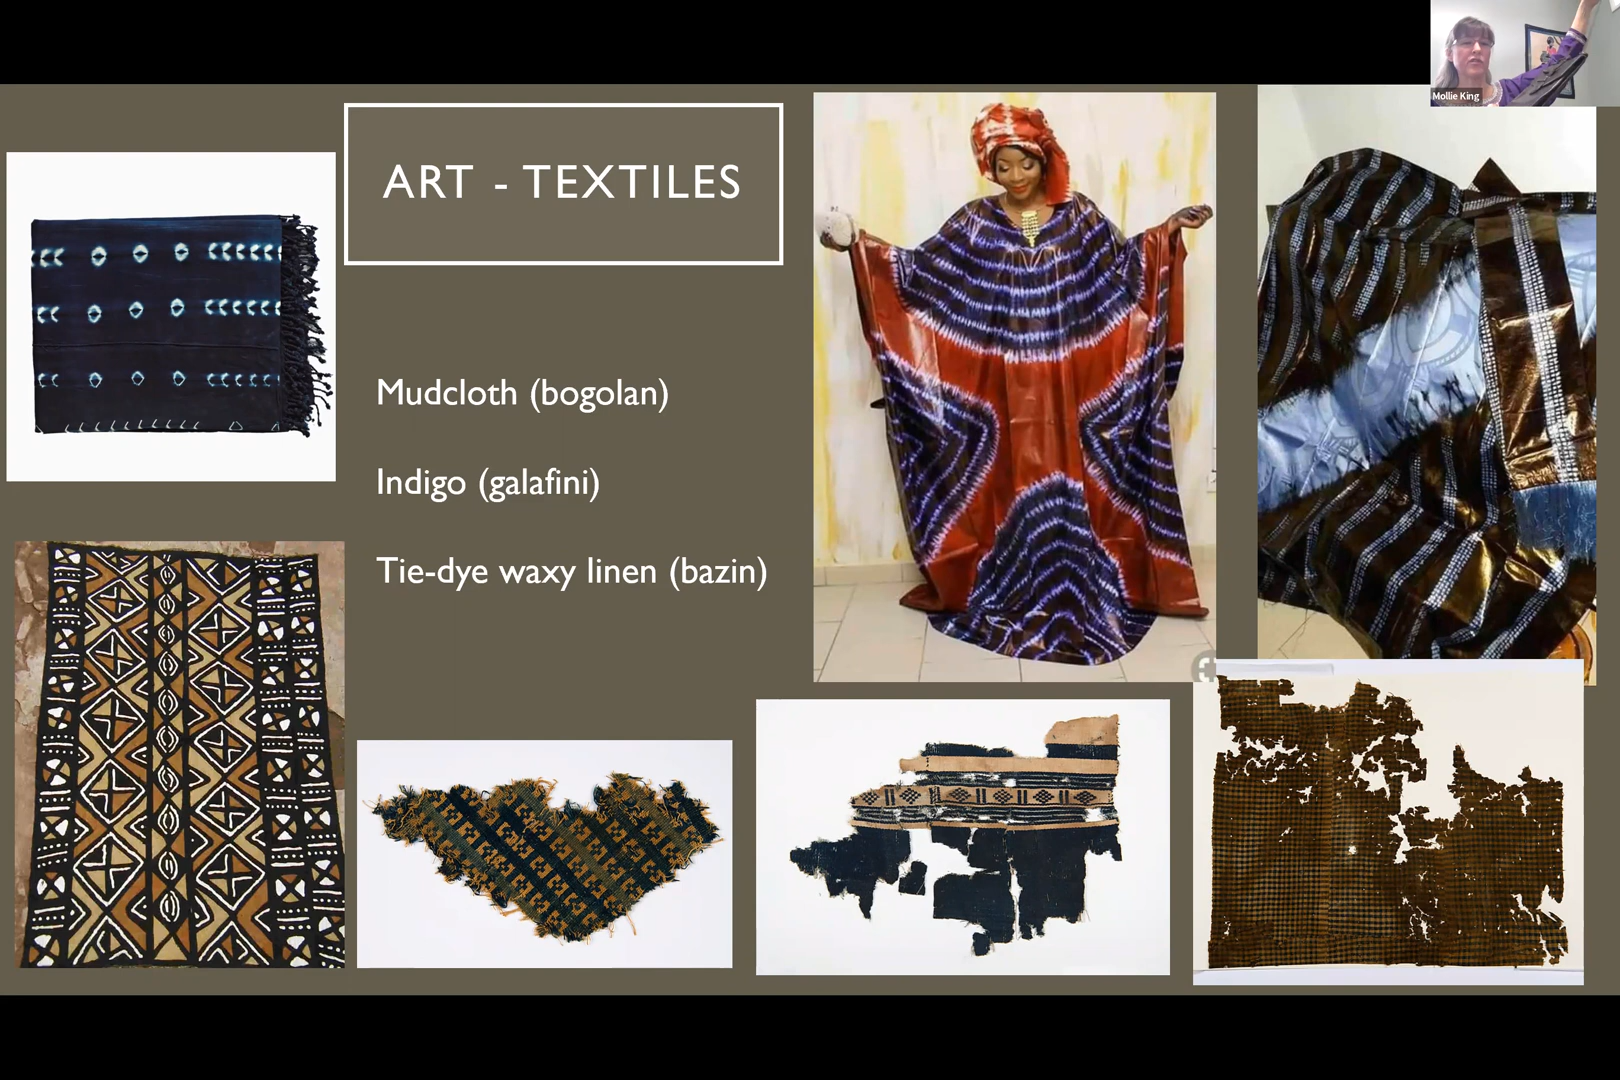 Mollie King
ART - TEXTILES
Mudcloth (bogolan)
Indigo (galafini)
Tie-dye waxy linen (bazin)